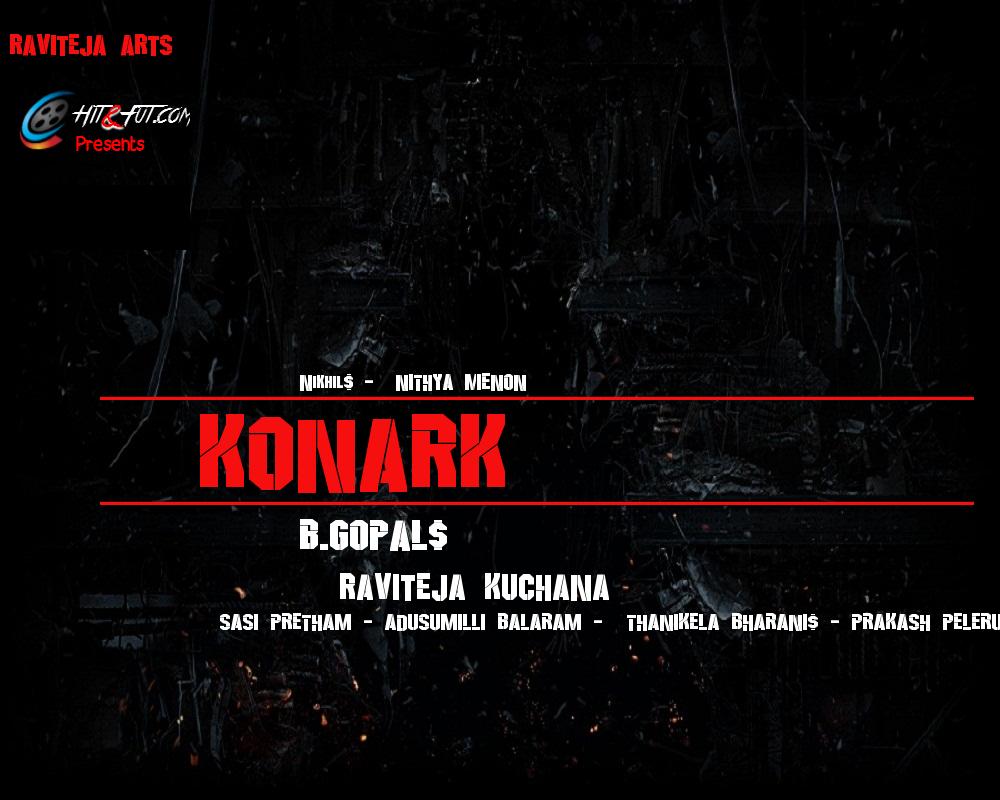 RAVITEJA ARTS
HIT&FUT.COM
Presents
NIKHIL$ - NITHYA MENON
KONARK
B.GOPAL$
RAVITEJA KUCHANA
SASI PRETHAM - ADUSUMILLI BALARAM - THANIKELA BHARANI$ - PRAKASH PELERU